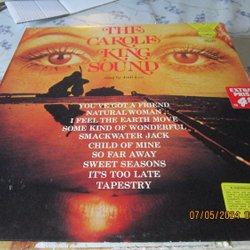 THE
CAROLE
KING
SOUND
YOU'VE GOT A FRIEND
NATURAL WOMAN
I FEEL THE EARTH MOVE
SOME KIND OF WONDERFUL
SMACKWATER JACK
CHILD OF MINE
SO FAR AWAY
SWEET SEASONS
IT'S TOO LATE
TAPESTRY
EXTRA
07/05/2024